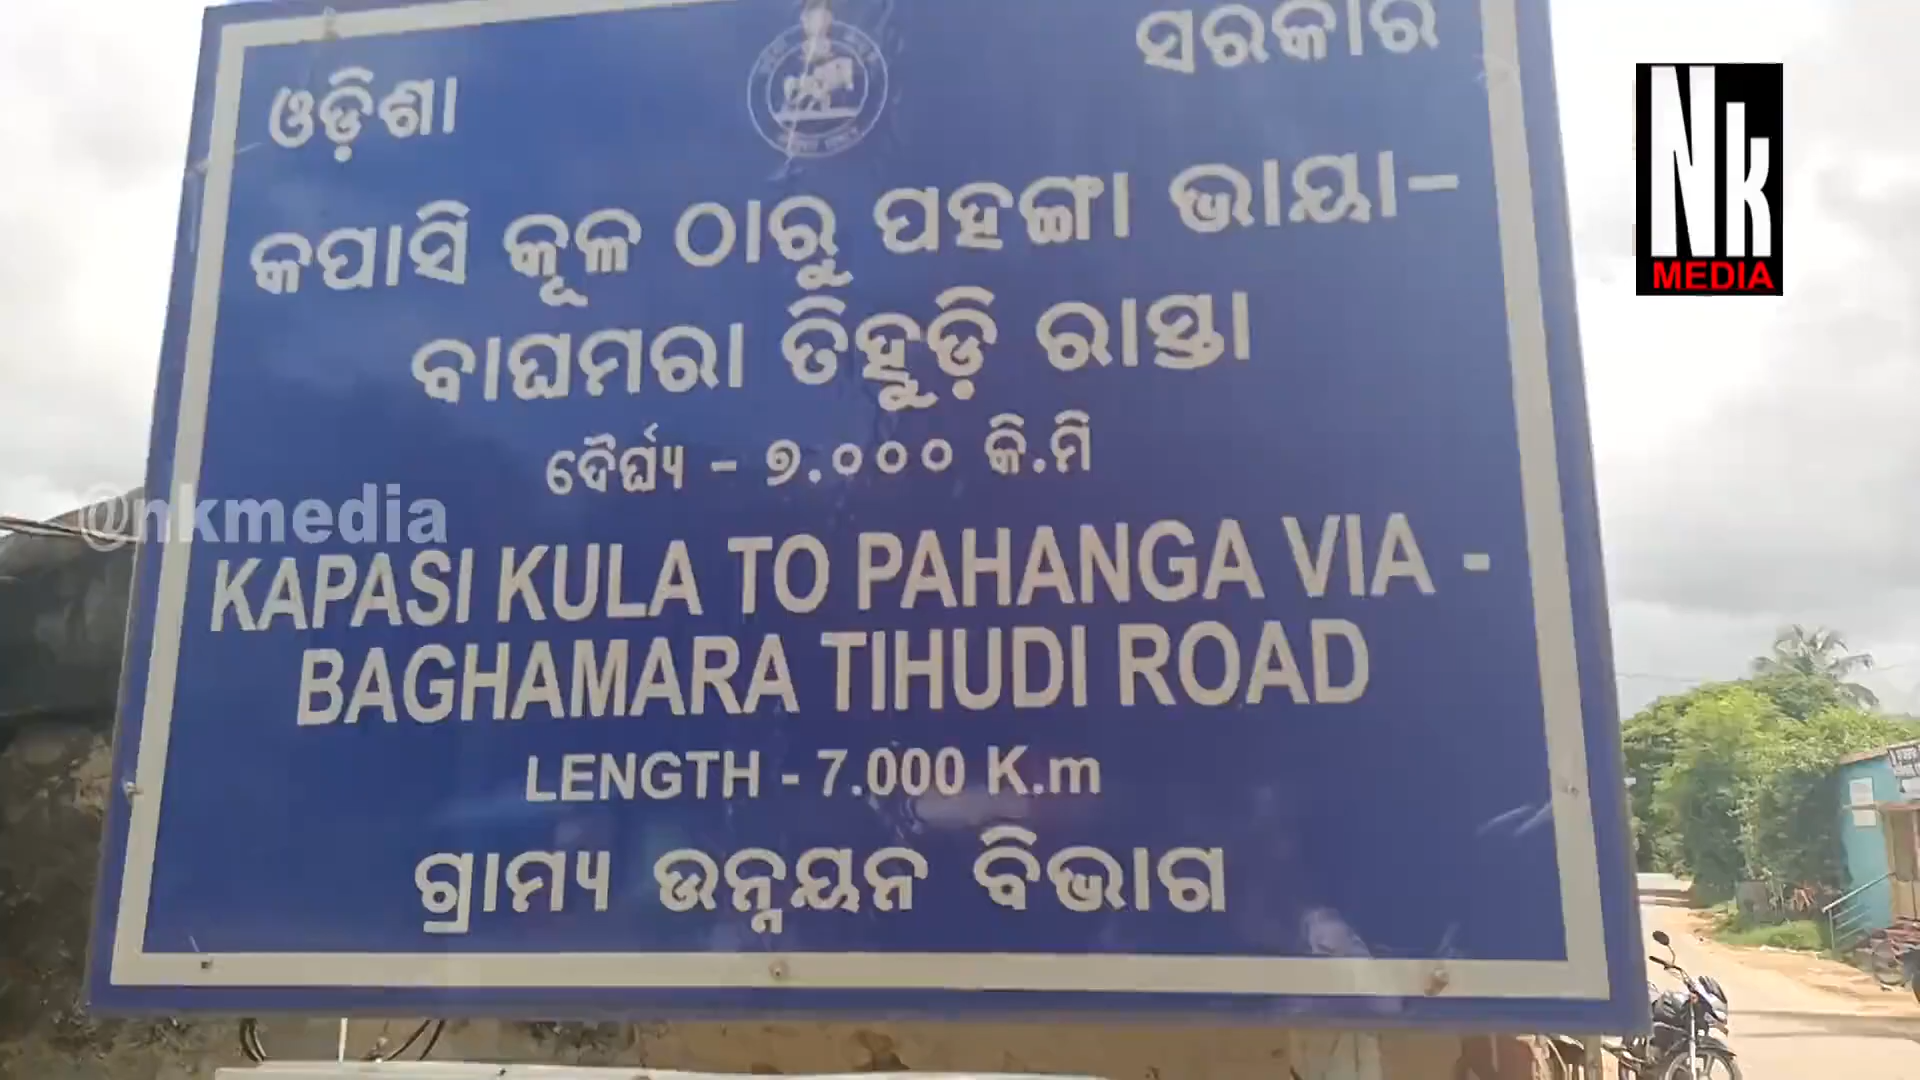 ଓଡ଼ିଶା ସରକାର
କପାସି କୂଳ ଠାରୁ ପହଙ୍ଗା ଭାୟା–
ବାଘମରା ତିହୁଡ଼ି ରାସ୍ତା
ଦୈର୍ଘ୍ୟ – ୭.୦୦୦ କି.ମି
KAPASI KULA TO PAHANGA VIA -
BAGHAMARA TIHUDI ROAD
LENGTH - 7.000 K.m
ଗ୍ରାମ୍ୟ ଉନ୍ନୟନ ବିଭାଗ
Nk
MEDIA
@nkmedia